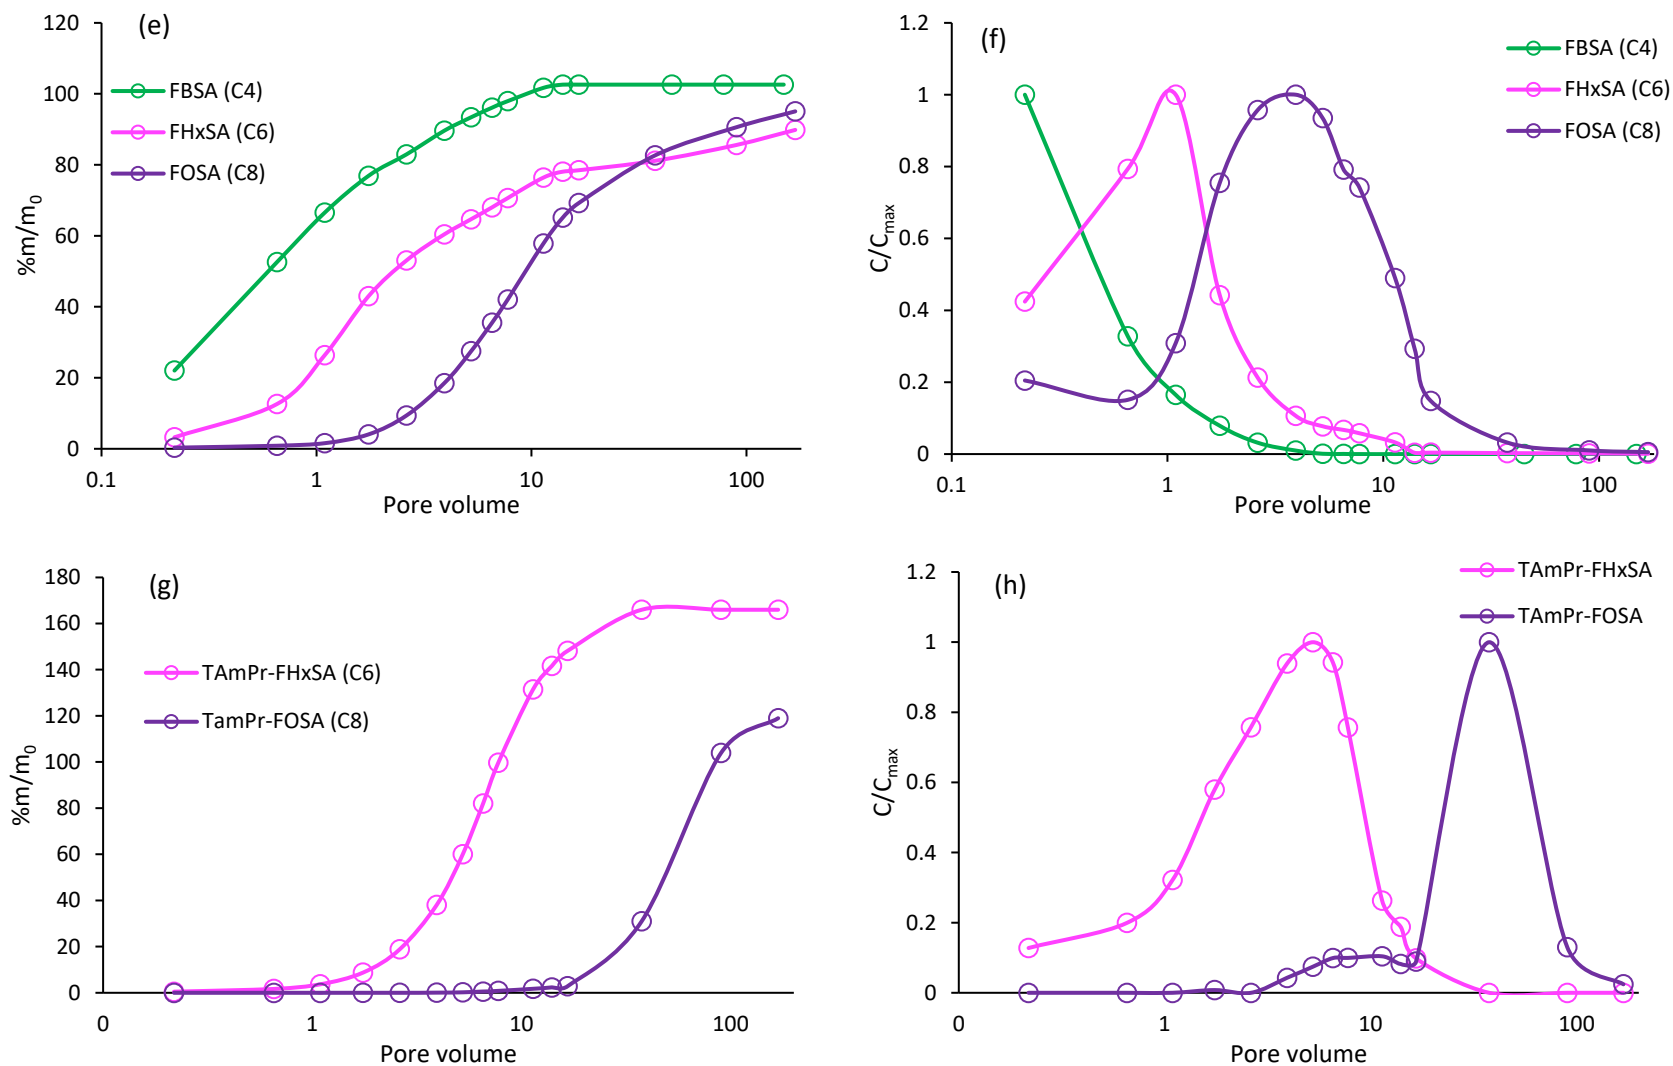 (e)
120
100
80
60
40
20
0
%m/m0
FBSA (C4)
FHxSA (C6)
FOSA (C8)
0.1 1 10 100
Pore volume
(f)
1.2
1
0.8
0.6
0.4
0.2
0
C/Cmax
FBSA (C4)
FHxSA (C6)
FOSA (C8)
0.1 1 10 100
Pore volume
(g)
180
160
140
120
100
80
60
40
20
0
%m/m0
TAmPr-FHxSA (C6)
TamPr-FOSA (C8)
0 1 10 100
Pore volume
(h)
1.2
1
0.8
0.6
0.4
0.2
0
C/Cmax
TAmPr-FHxSA
TAmPr-FOSA
0 1 10 100
Pore volume